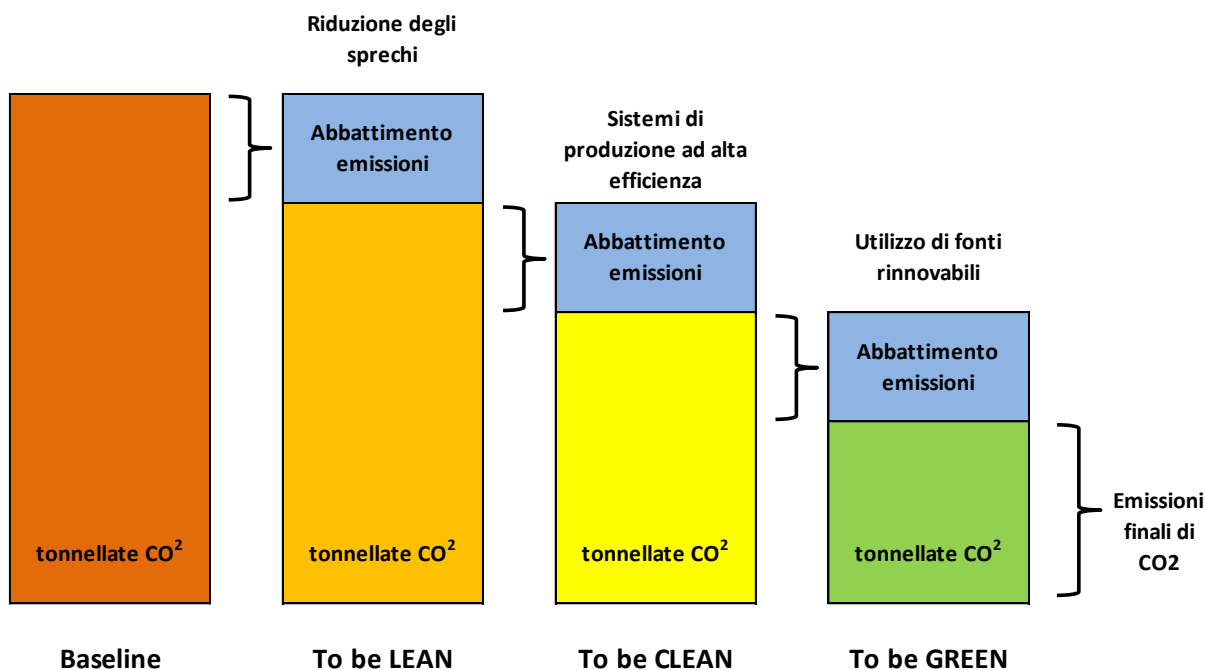 Riduzione degli
sprechi
Abbattimento
emissioni
Sistemi di
produzione ad alta
efficienza
Abbattimento
emissioni
Utilizzo di fonti
rinnovabili
Abbattimento
emissioni
tonnellate CO²
tonnellate CO²
tonnellate CO²
tonnellate CO²
Emissioni
finali di
CO2
Baseline
To be LEAN
To be CLEAN
To be GREEN